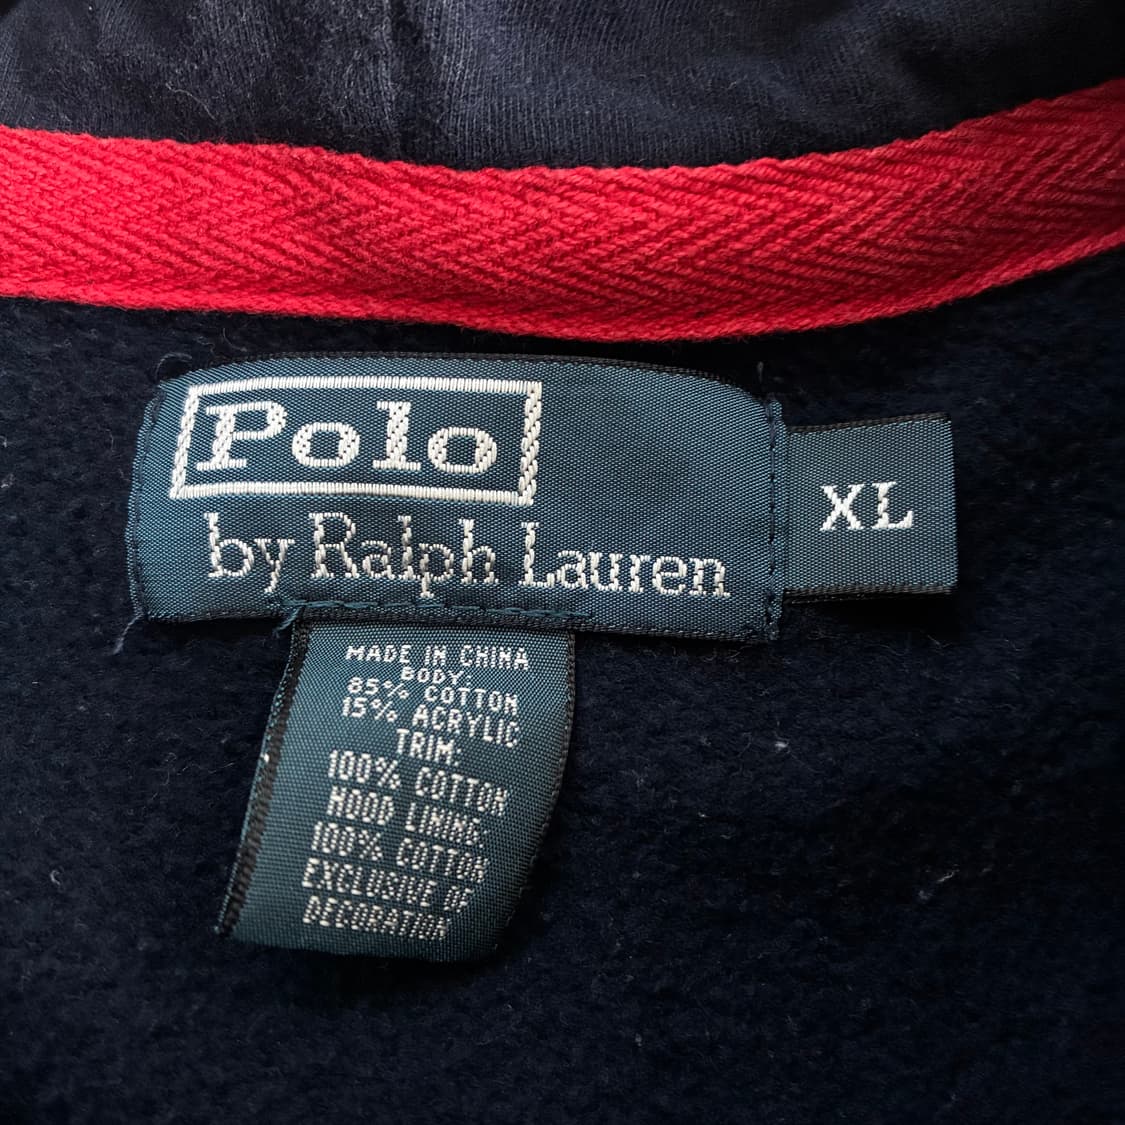 Polo
by Ralph Lauren
XL
MADE IN CHINA
BODY:
85% COTTON
15% ACRYLIC
TRIM:
100% COTTON
HOOD LINING:
100% COTTON
EXCLUSIVE OF
DECORATION